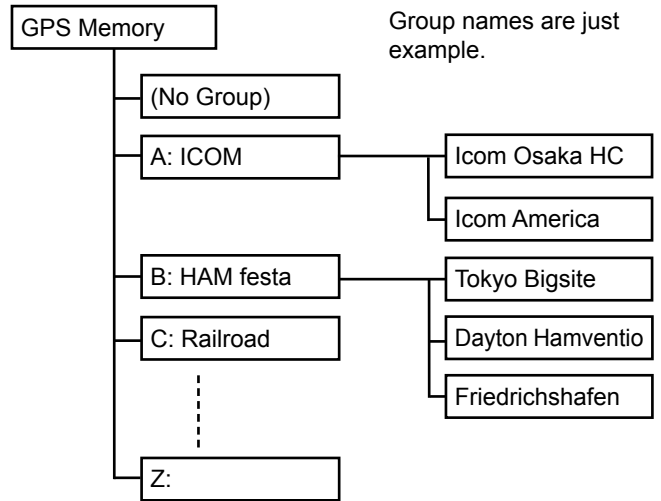 GPS Memory
Group names are just
example.
(No Group)
A: ICOM
Icom Osaka HC
Icom America
B: HAM festa
Tokyo Bigsite
Dayton Hamventio
Friedrichshafen
C: Railroad
Z: